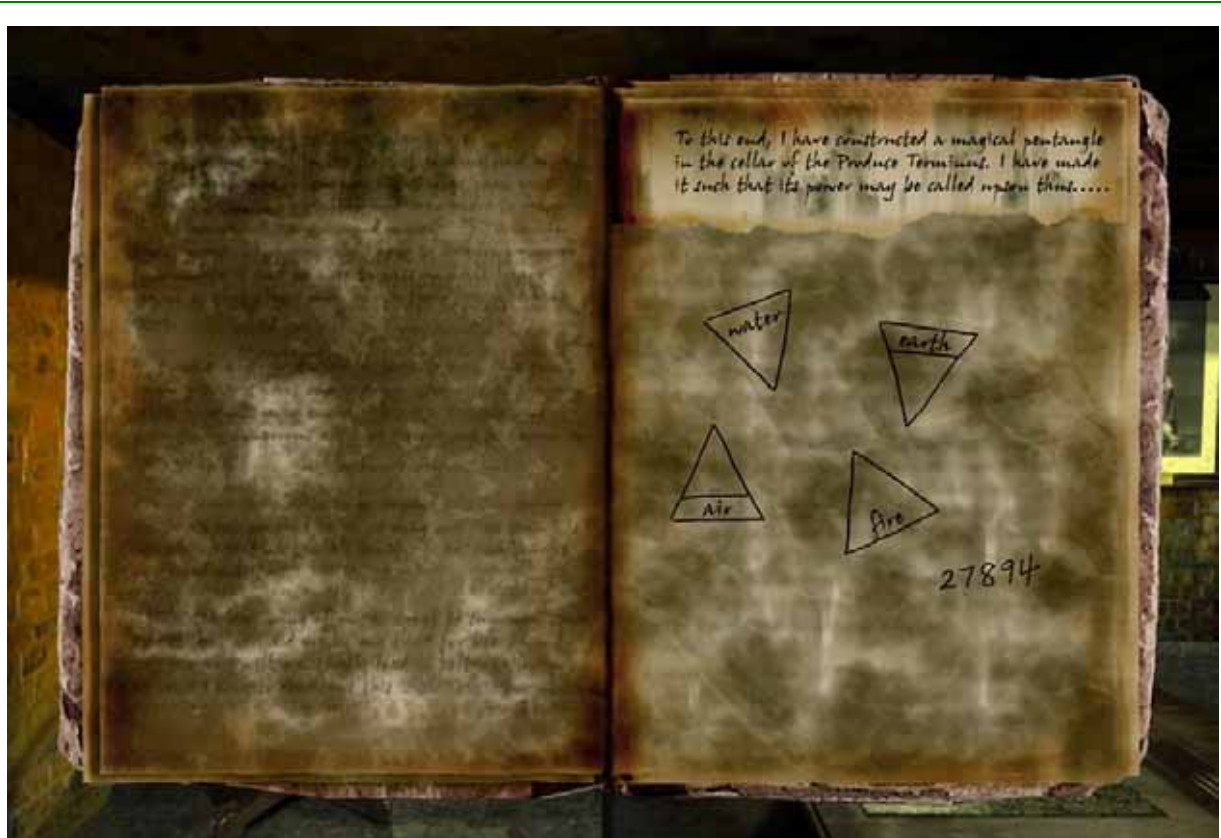 To this end, I have constructed a magical pentangle
in the cellar of the Produce Terminus. I have made
it such that its power may be called upon thus.....
water
earth
air
fire
27894